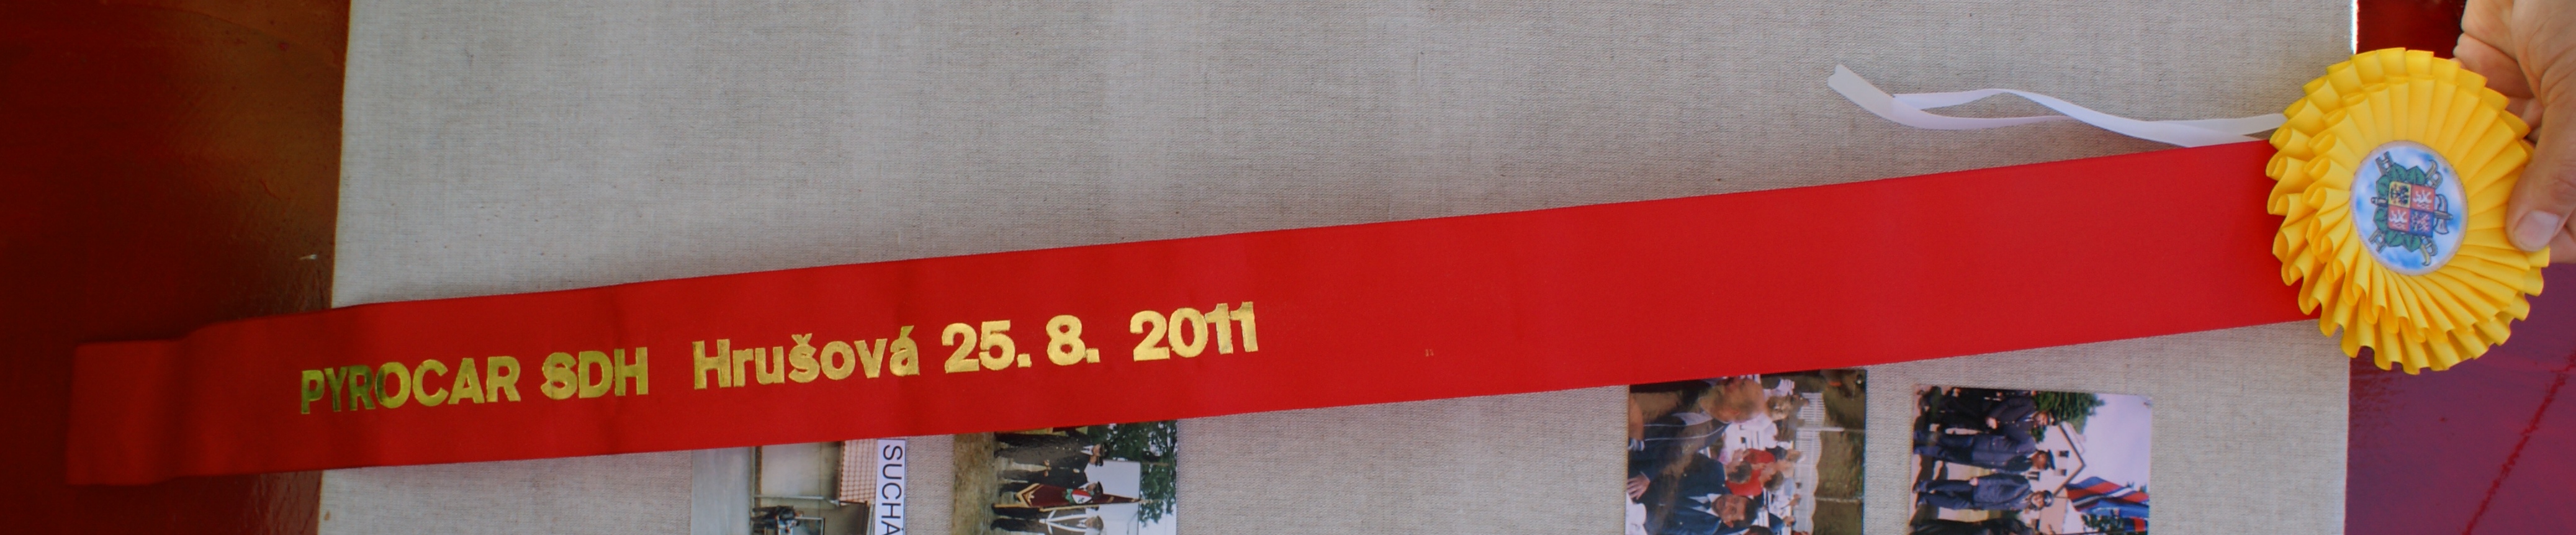 PYROCAR SDH Hrušová 25. 8. 2011
SUCHÁ